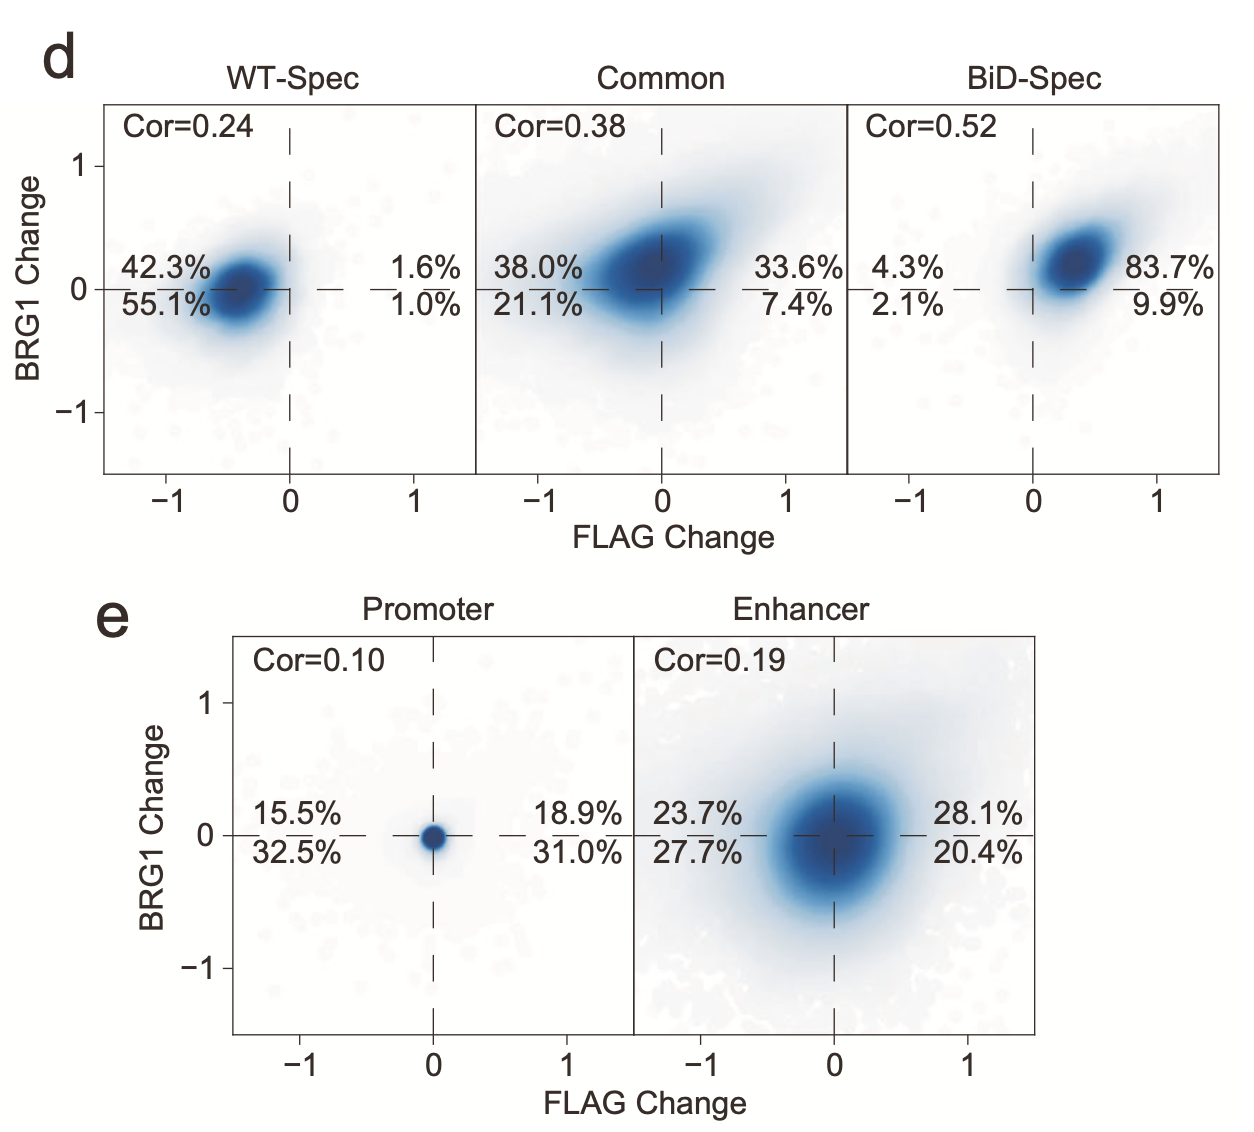 d
WT-Spec Common BiD-Spec
Cor=0.24 Cor=0.38 Cor=0.52
BRG1 Change
1
0
−1
42.3% 1.6% 38.0% 33.6% 4.3% 83.7%
55.1% 1.0% 21.1% 7.4% 2.1% 9.9%
−1 0 1 −1 0 1 −1 0 1
FLAG Change
e
Promoter Enhancer
Cor=0.10 Cor=0.19
BRG1 Change
1
0
−1
15.5% 18.9% 23.7% 28.1%
32.5% 31.0% 27.7% 20.4%
−1 0 1 −1 0 1
FLAG Change